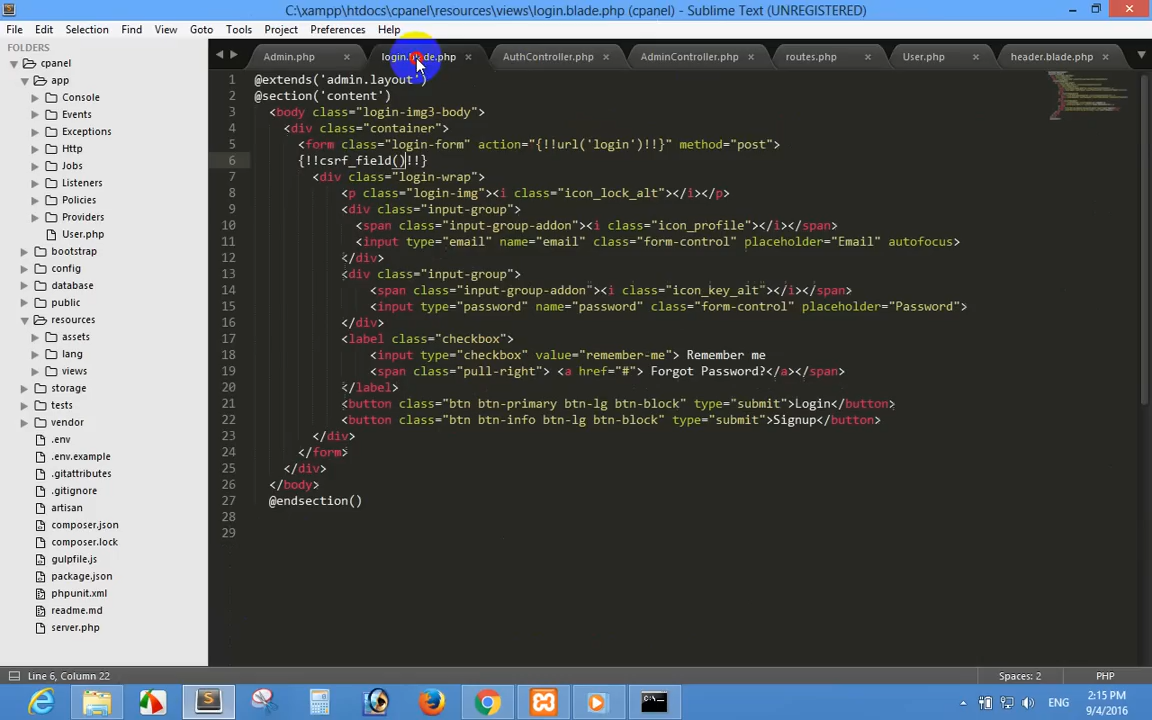 C:\xampp\htdocs\cpanel\resources\views\login.blade.php (cpanel) - Sublime Text (UNREGISTERED)
File Edit Selection Find View Goto Tools Project Preferences Help
FOLDERS
cpanel
app
Console
Events
Exceptions
Http
Jobs
Listeners
Policies
Providers
User.php
bootstrap
config
database
public
resources
assets
lang
views
storage
tests
vendor
.env
.env.example
.gitattributes
.gitignore
artisan
composer.json
composer.lock
gulpfile.js
package.json
phpunit.xml
readme.md
server.php
Admin.php login.blade.php AuthController.php AdminController.php routes.php User.php header.blade.php
1 @extends('admin.layout')
2 @section('content')
3 <body class="login-img3-body">
4 <div class="container">
5 <form class="login-form" action="{!!url('login')!!}" method="post">
6 {!!csrf_field()!!}
7 <div class="login-wrap">
8 <p class="login-img"><i class="icon_lock_alt"></i></p>
9 <div class="input-group">
10 <span class="input-group-addon"><i class="icon_profile"></i></span>
11 <input type="email" name="email" class="form-control" placeholder="Email" autofocus>
12 </div>
13 <div class="input-group">
14 <span class="input-group-addon"><i class="icon_key_alt"></i></span>
15 <input type="password" name="password" class="form-control" placeholder="Password">
16 </div>
17 <label class="checkbox">
18 <input type="checkbox" value="remember-me"> Remember me
19 <span class="pull-right"> <a href="#"> Forgot Password?</a></span>
20 </label>
21 <button class="btn btn-primary btn-lg btn-block" type="submit">Login</button>
22 <button class="btn btn-info btn-lg btn-block" type="submit">Signup</button>
23 </div>
24 </form>
25 </div>
26 </body>
27 @endsection()
28
29
Line 6, Column 22 Spaces: 2 PHP
ENG
2:15 PM
9/4/2016